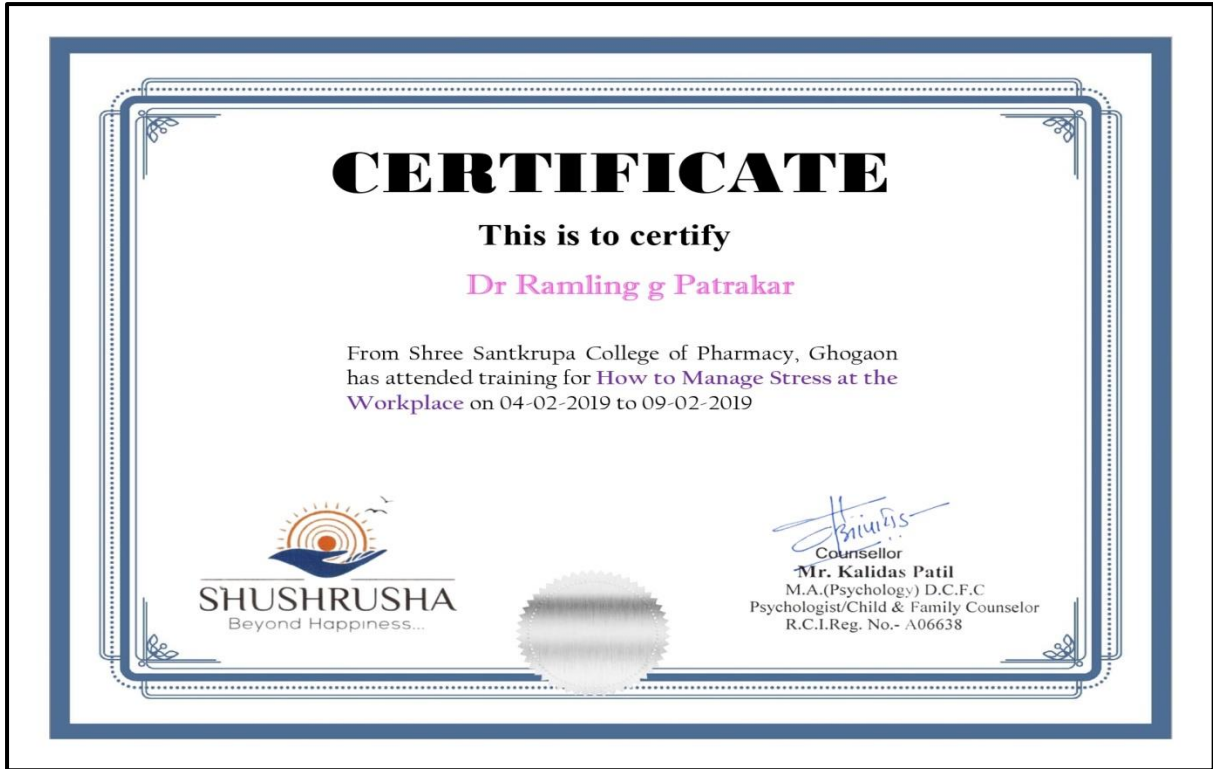 CERTIFICATE
This is to certify
Dr Ramling g Patrakar
From Shree Santkrupa College of Pharmacy, Ghogaon
has attended training for How to Manage Stress at the
Workplace on 04-02-2019 to 09-02-2019
SHUSHRUSHA
Beyond Happiness...
Counsellor
Mr. Kalidas Patil
M.A.(Psychology) D.C.F.C
Psychologist/Child & Family Counselor
R.C.I.Reg. No.- A06638